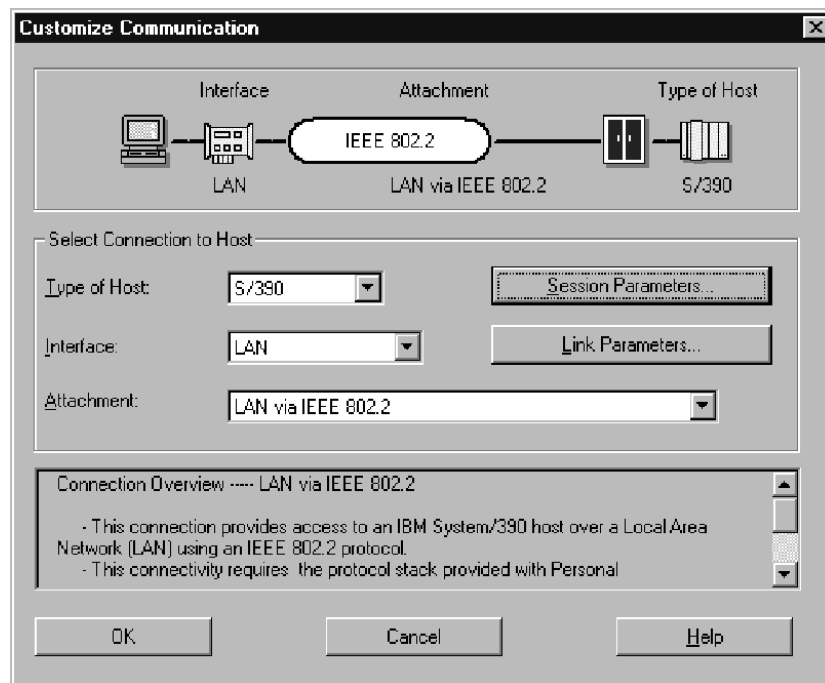 Customize Communication
Interface Attachment Type of Host
IEEE 802.2
LAN LAN via IEEE 802.2 S/390
Select Connection to Host
Type of Host: S/390 Session Parameters...
Interface: LAN Link Parameters...
Attachment: LAN via IEEE 802.2
Connection Overview ----- LAN via IEEE 802.2
- This connection provides access to an IBM System/390 host over a Local Area
Network (LAN) using an IEEE 802.2 protocol.
- This connectivity requires the protocol stack provided with Personal
OK Cancel Help